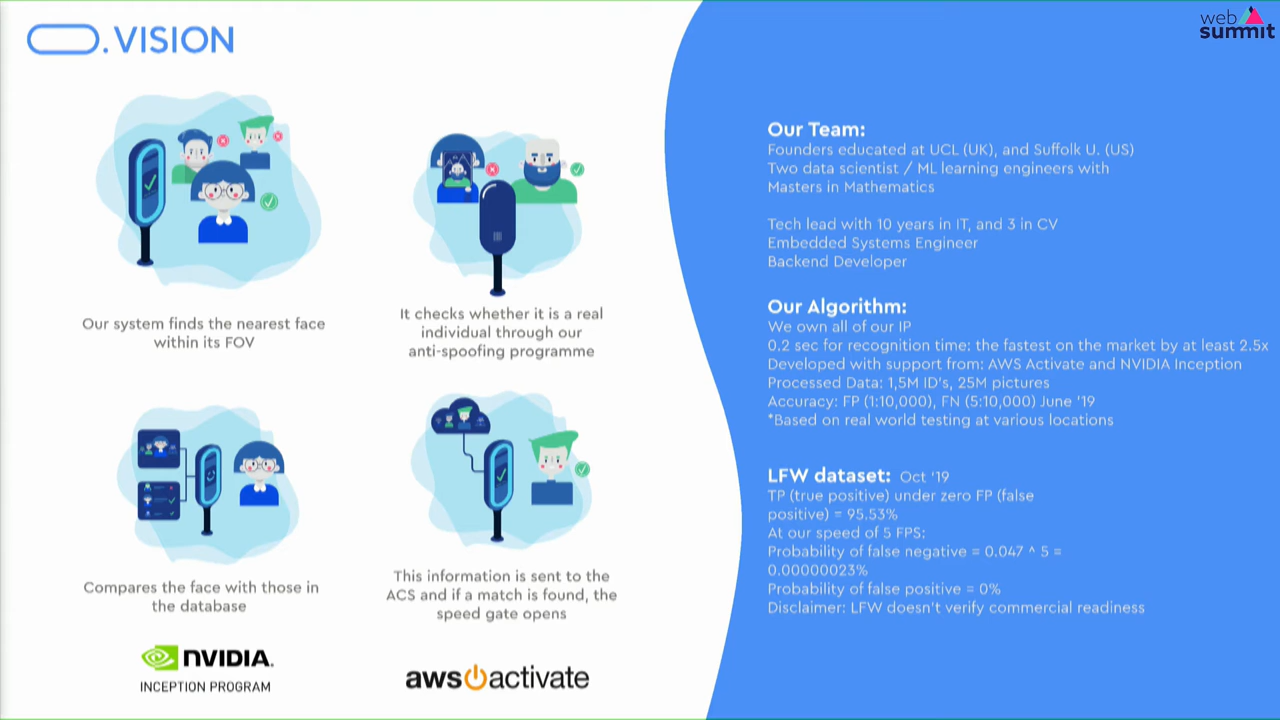 O.VISION
web
summit
Our system finds the nearest face
within its FOV
It checks whether it is a real
individual through our
anti-spoofing programme
Compares the face with those in
the database
This information is sent to the
ACS and if a match is found, the
speed gate opens
NVIDIA.
INCEPTION PROGRAM
aws activate
Our Team:
Founders educated at UCL (UK), and Suffolk U. (US)
Two data scientist / ML learning engineers with
Masters in Mathematics
Tech lead with 10 years in IT, and 3 in CV
Embedded Systems Engineer
Backend Developer
Our Algorithm:
We own all of our IP
0.2 sec for recognition time: the fastest on the market by at least 2.5x
Developed with support from: AWS Activate and NVIDIA Inception
Processed Data: 1,5M ID's, 25M pictures
Accuracy: FP (1:10,000), FN (5:10,000) June '19
*Based on real world testing at various locations
LFW dataset: Oct '19
TP (true positive) under zero FP (false
positive) = 95.53%
At our speed of 5 FPS:
Probability of false negative = 0.047 ^ 5 =
0.00000023%
Probability of false positive = 0%
Disclaimer: LFW doesn't verify commercial readiness